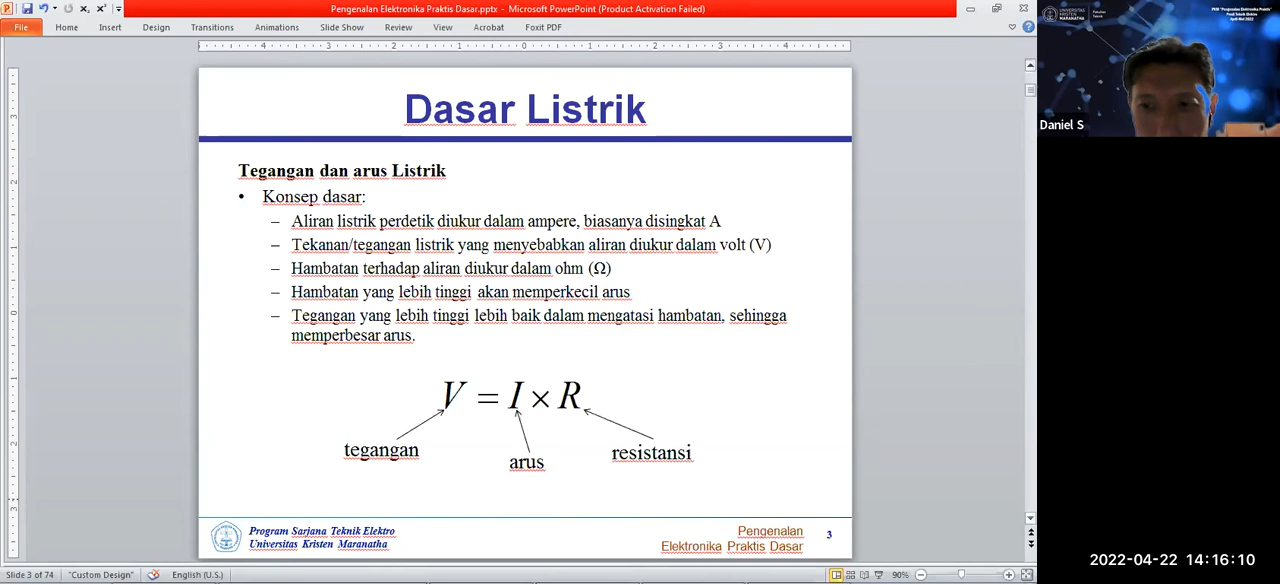 Pengenalan Elektronika Praktis Dasar.pptx - Microsoft PowerPoint (Product Activation Failed)
File Home Insert Design Transitions Animations Slide Show Review View Acrobat Foxit PDF
Dasar Listrik
Tegangan dan arus Listrik
• Konsep dasar:
– Aliran listrik perdetik diukur dalam ampere, biasanya disingkat A
– Tekanan/tegangan listrik yang menyebabkan aliran diukur dalam volt (V)
– Hambatan terhadap aliran diukur dalam ohm (Ω)
– Hambatan yang lebih tinggi akan memperkecil arus
– Tegangan yang lebih tinggi lebih baik dalam mengatasi hambatan, sehingga
memperbesar arus.
V = I × R
tegangan
arus
resistansi
Program Sarjana Teknik Elektro
Universitas Kristen Maranatha
Pengenalan
Elektronika Praktis Dasar
3
Slide 3 of 74 "Custom Design" English (U.S.) 90%
UNIVERSITAS
KRISTEN
MARANATHA
Fakultas
Teknik
Daniel S
2022-04-22 14:16:10